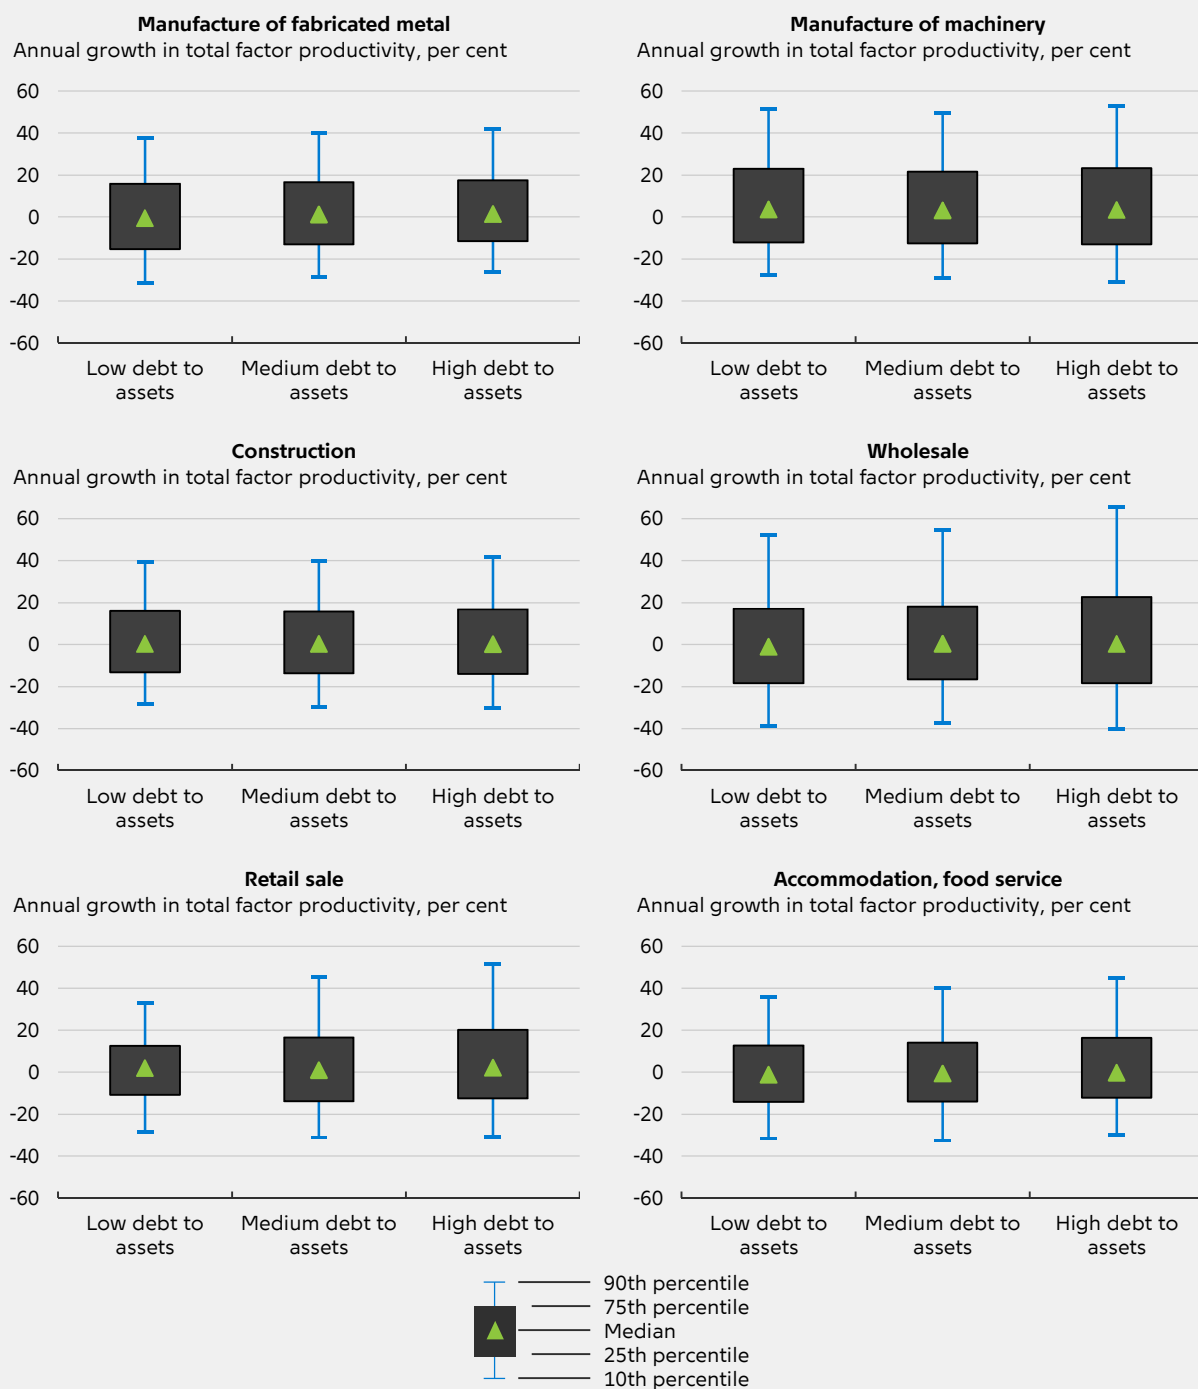 Manufacture of fabricated metal
Annual growth in total factor productivity, per cent
60
40
20
0
-20
-40
-60
Low debt to assets
Medium debt to assets
High debt to assets
Manufacture of machinery
Annual growth in total factor productivity, per cent
60
40
20
0
-20
-40
-60
Low debt to assets
Medium debt to assets
High debt to assets
Construction
Annual growth in total factor productivity, per cent
60
40
20
0
-20
-40
-60
Low debt to assets
Medium debt to assets
High debt to assets
Wholesale
Annual growth in total factor productivity, per cent
60
40
20
0
-20
-40
-60
Low debt to assets
Medium debt to assets
High debt to assets
Retail sale
Annual growth in total factor productivity, per cent
60
40
20
0
-20
-40
-60
Low debt to assets
Medium debt to assets
High debt to assets
Accommodation, food service
Annual growth in total factor productivity, per cent
60
40
20
0
-20
-40
-60
Low debt to assets
Medium debt to assets
High debt to assets
90th percentile
75th percentile
Median
25th percentile
10th percentile